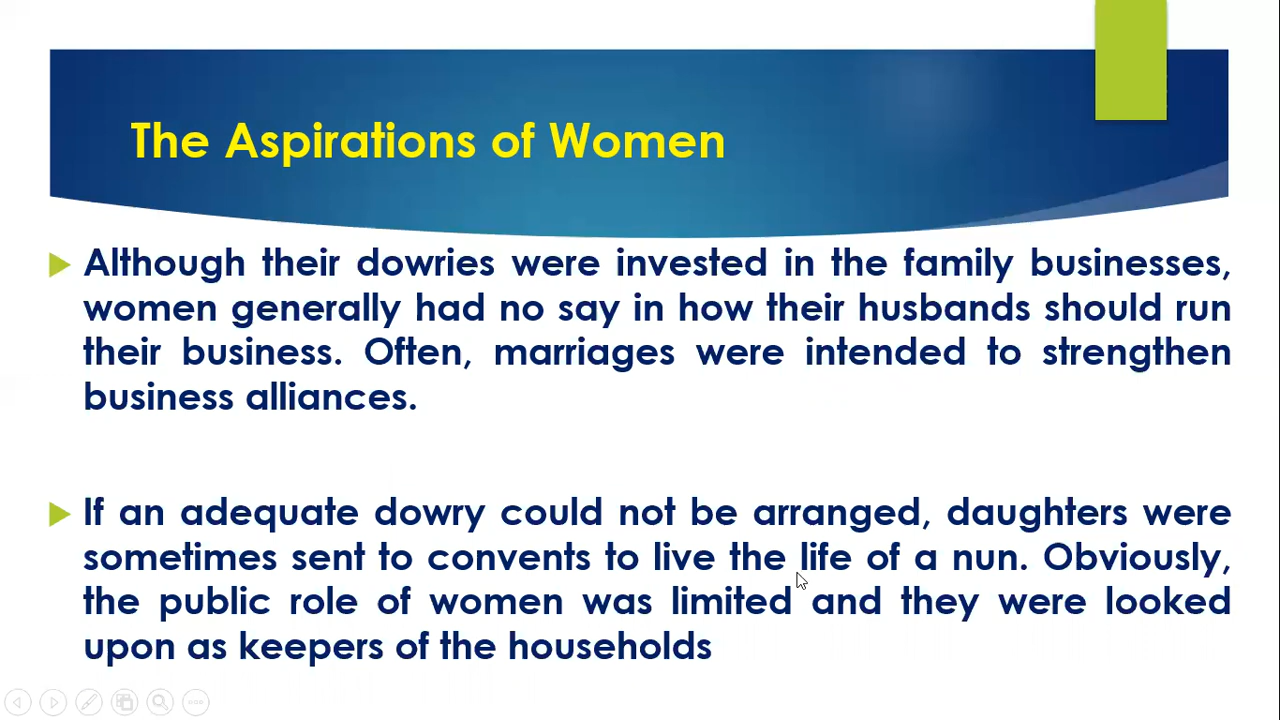 The Aspirations of Women
Although their dowries were invested in the family businesses,
women generally had no say in how their husbands should run
their business. Often, marriages were intended to strengthen
business alliances.
If an adequate dowry could not be arranged, daughters were
sometimes sent to convents to live the life of a nun. Obviously,
the public role of women was limited and they were looked
upon as keepers of the households